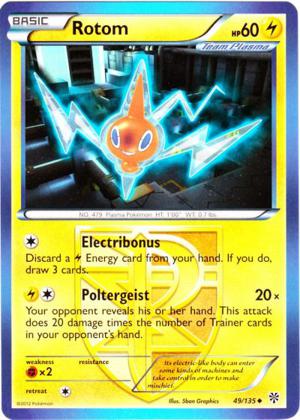 BASIC
Rotom
HP60
Team Plasma
NO. 479 Plasma Pokémon HT: 1'00" WT: 0.7 lbs.
Electribonus
Discard a Energy card from your hand. If you do,
draw 3 cards.
Poltergeist 20×
Your opponent reveals his or her hand. This attack
does 20 damage times the number of Trainer cards
in your opponent's hand.
weakness resistance
×2
retreat
Its electric-like body can enter
some kinds of machines and
take control in order to make
mischief.
Illus. 5ban Graphics 49/135
©2012 Pokémon